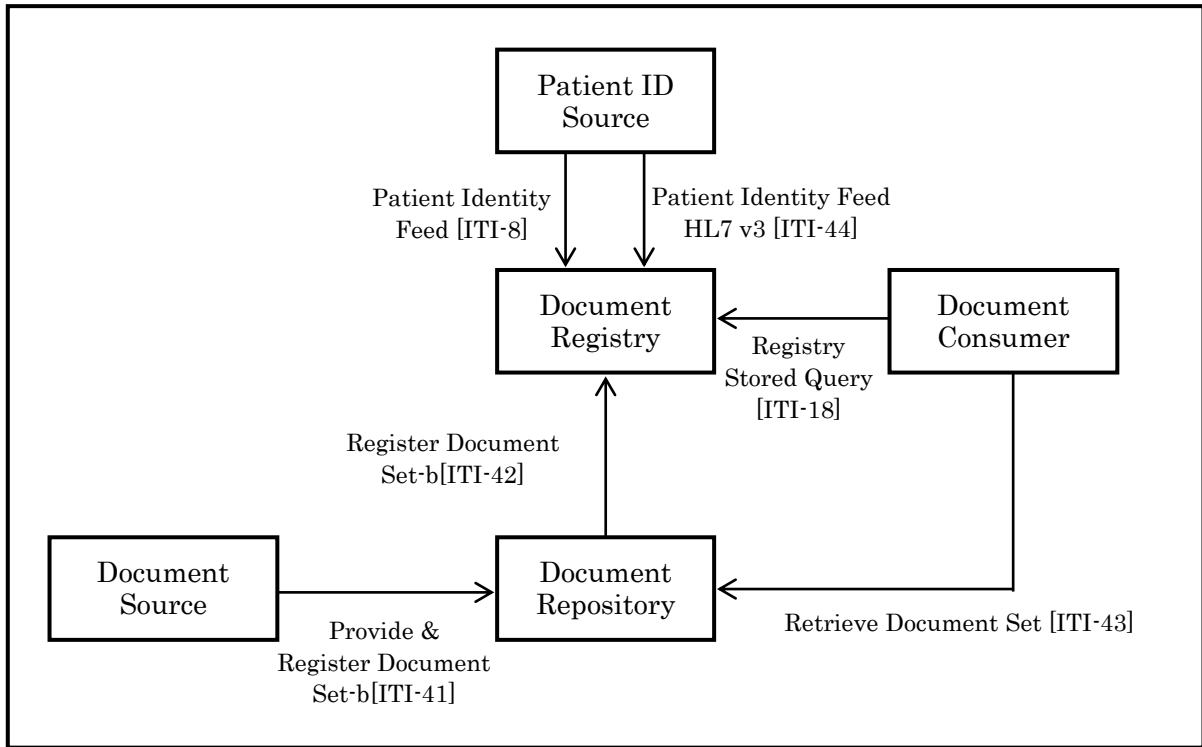 Patient ID
Source
Patient Identity
Feed [ITI-8]
Patient Identity Feed
HL7 v3 [ITI-44]
Document
Registry
Document
Consumer
Registry
Stored Query
[ITI-18]
Register Document
Set-b[ITI-42]
Document
Source
Document
Repository
Provide &
Register Document
Set-b[ITI-41]
Retrieve Document Set [ITI-43]